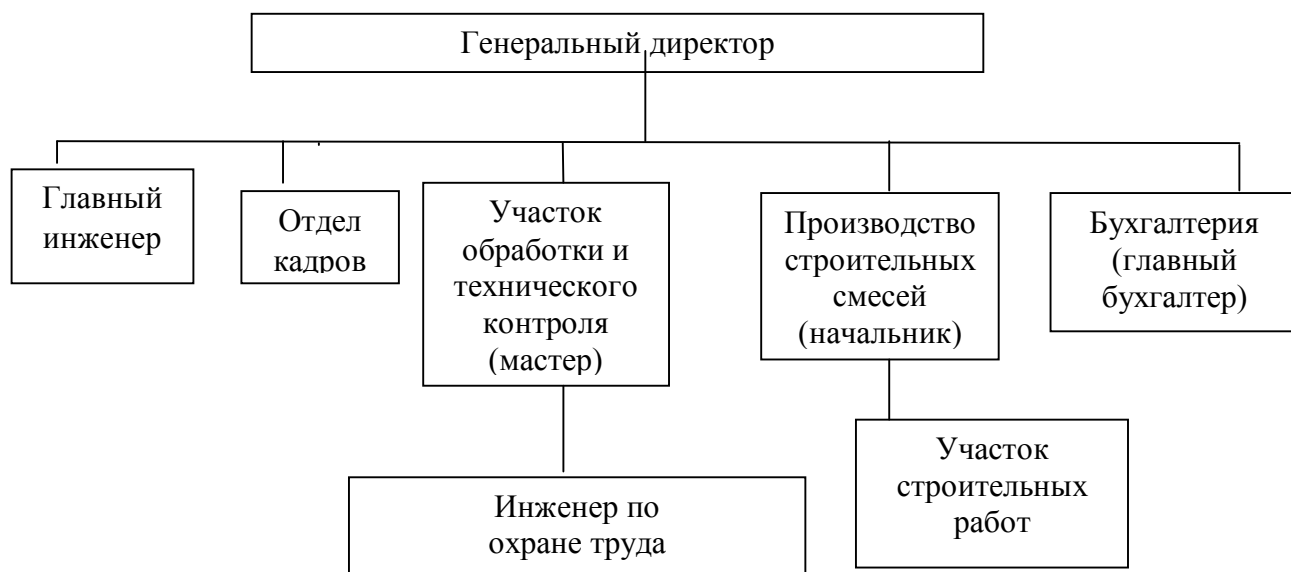 Генеральный директор
Главный
инженер
Отдел
кадров
Участок
обработки и
технического
контроля
(мастер)
Производство
строительных
смесей
(начальник)
Бухгалтерия
(главный
бухгалтер)
Инженер по
охране труда
Участок
строительных
работ